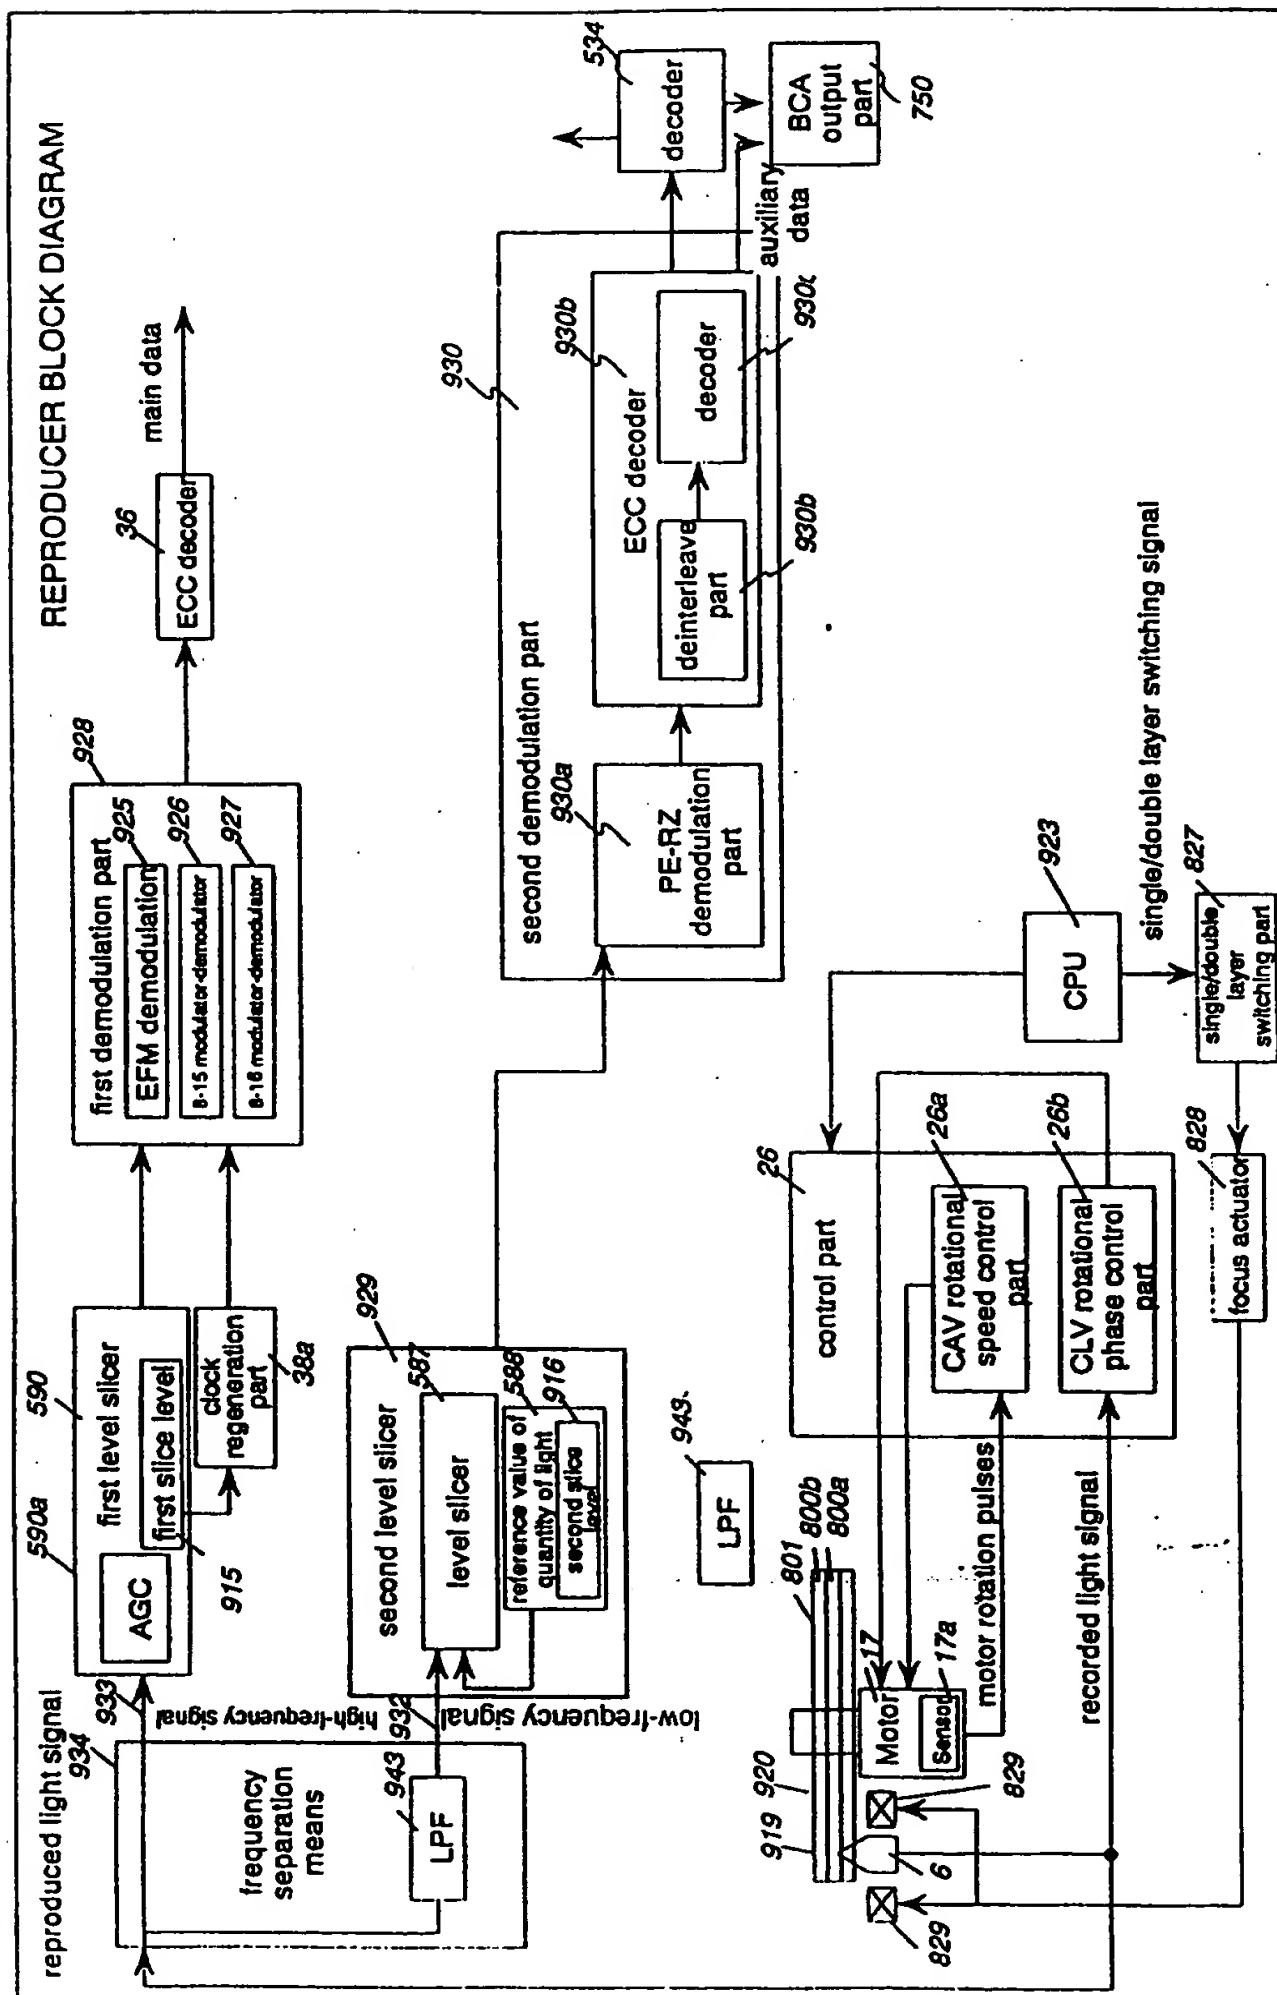 REPRODUCER BLOCK DIAGRAM
reproduced light signal
934
933
high-frequency signal
frequency
separation
means
943
LPF
932
low-frequency signal
590a
590
first level slicer
AGC
first slice level
915
clock
regeneration
part
38a
928
first demodulation part
925
EFM demodulation
926
8-15 modulator-demodulator
927
8-16 modulator-demodulator
36
ECC decoder
main data
929
second level slicer
587
level slicer
588
reference value of
quantity of light
916
second slice
level
930
second demodulation part
930a
PE-RZ
demodulation
part
930b
ECC decoder
deinterleave
part
930b
decoder
930c
534
decoder
auxiliary
data
BCA
output
part
750
943
LPF
801
800b
800a
919
920
17
Motor
17a
Sensor
829
829
6
motor rotation pulses
recorded light signal
26
control part
26a
CAV rotational
speed control
part
26b
CLV rotational
phase control
part
923
CPU
single/double layer switching signal
827
single/double
layer
switching part
828
focus actuator